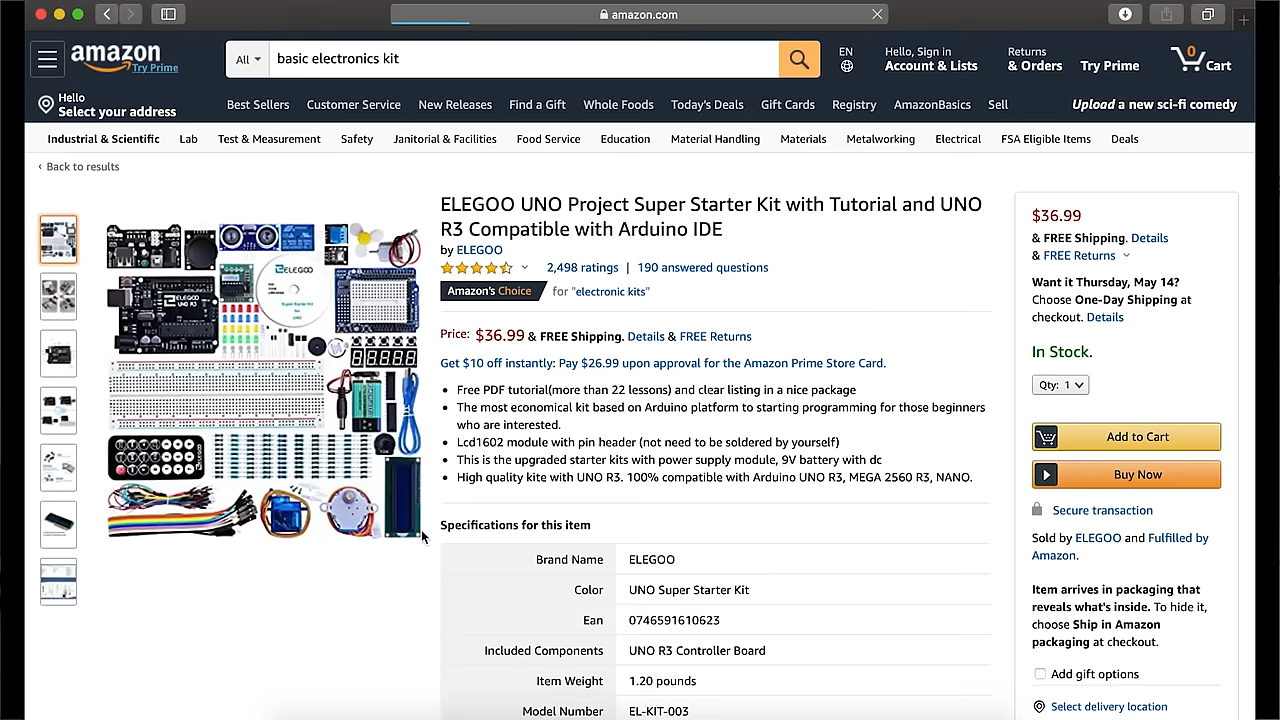 amazon.com
amazon
Try Prime
All
basic electronics kit
EN
Hello, Sign in
Account & Lists
Returns
& Orders
Try Prime
0
Cart
Hello
Select your address
Best Sellers
Customer Service
New Releases
Find a Gift
Whole Foods
Today's Deals
Gift Cards
Registry
AmazonBasics
Sell
Upload a new sci-fi comedy
Industrial & Scientific
Lab
Test & Measurement
Safety
Janitorial & Facilities
Food Service
Education
Material Handling
Materials
Metalworking
Electrical
FSA Eligible Items
Deals
‹ Back to results
ELEGOO UNO Project Super Starter Kit with Tutorial and UNO
R3 Compatible with Arduino IDE
by ELEGOO
2,498 ratings | 190 answered questions
Amazon's Choice for "electronic kits"
Price: $36.99 & FREE Shipping. Details & FREE Returns
Get $10 off instantly: Pay $26.99 upon approval for the Amazon Prime Store Card.
• Free PDF tutorial(more than 22 lessons) and clear listing in a nice package
• The most economical kit based on Arduino platform to starting programming for those beginners
who are interested.
• Lcd1602 module with pin header (not need to be soldered by yourself)
• This is the upgraded starter kits with power supply module, 9V battery with dc
• High quality kite with UNO R3. 100% compatible with Arduino UNO R3, MEGA 2560 R3, NANO.
Specifications for this item
Brand Name ELEGOO
Color UNO Super Starter Kit
Ean 0746591610623
Included Components UNO R3 Controller Board
Item Weight 1.20 pounds
Model Number EL-KIT-003
$36.99
& FREE Shipping. Details
& FREE Returns
Want it Thursday, May 14?
Choose One-Day Shipping at
checkout. Details
In Stock.
Qty: 1
Add to Cart
Buy Now
Secure transaction
Sold by ELEGOO and Fulfilled by
Amazon.
Item arrives in packaging that
reveals what's inside. To hide it,
choose Ship in Amazon
packaging at checkout.
Add gift options
Select delivery location
ELEGOO
Super Starter Kit
for
UNO
ELEGOO
UNO R3